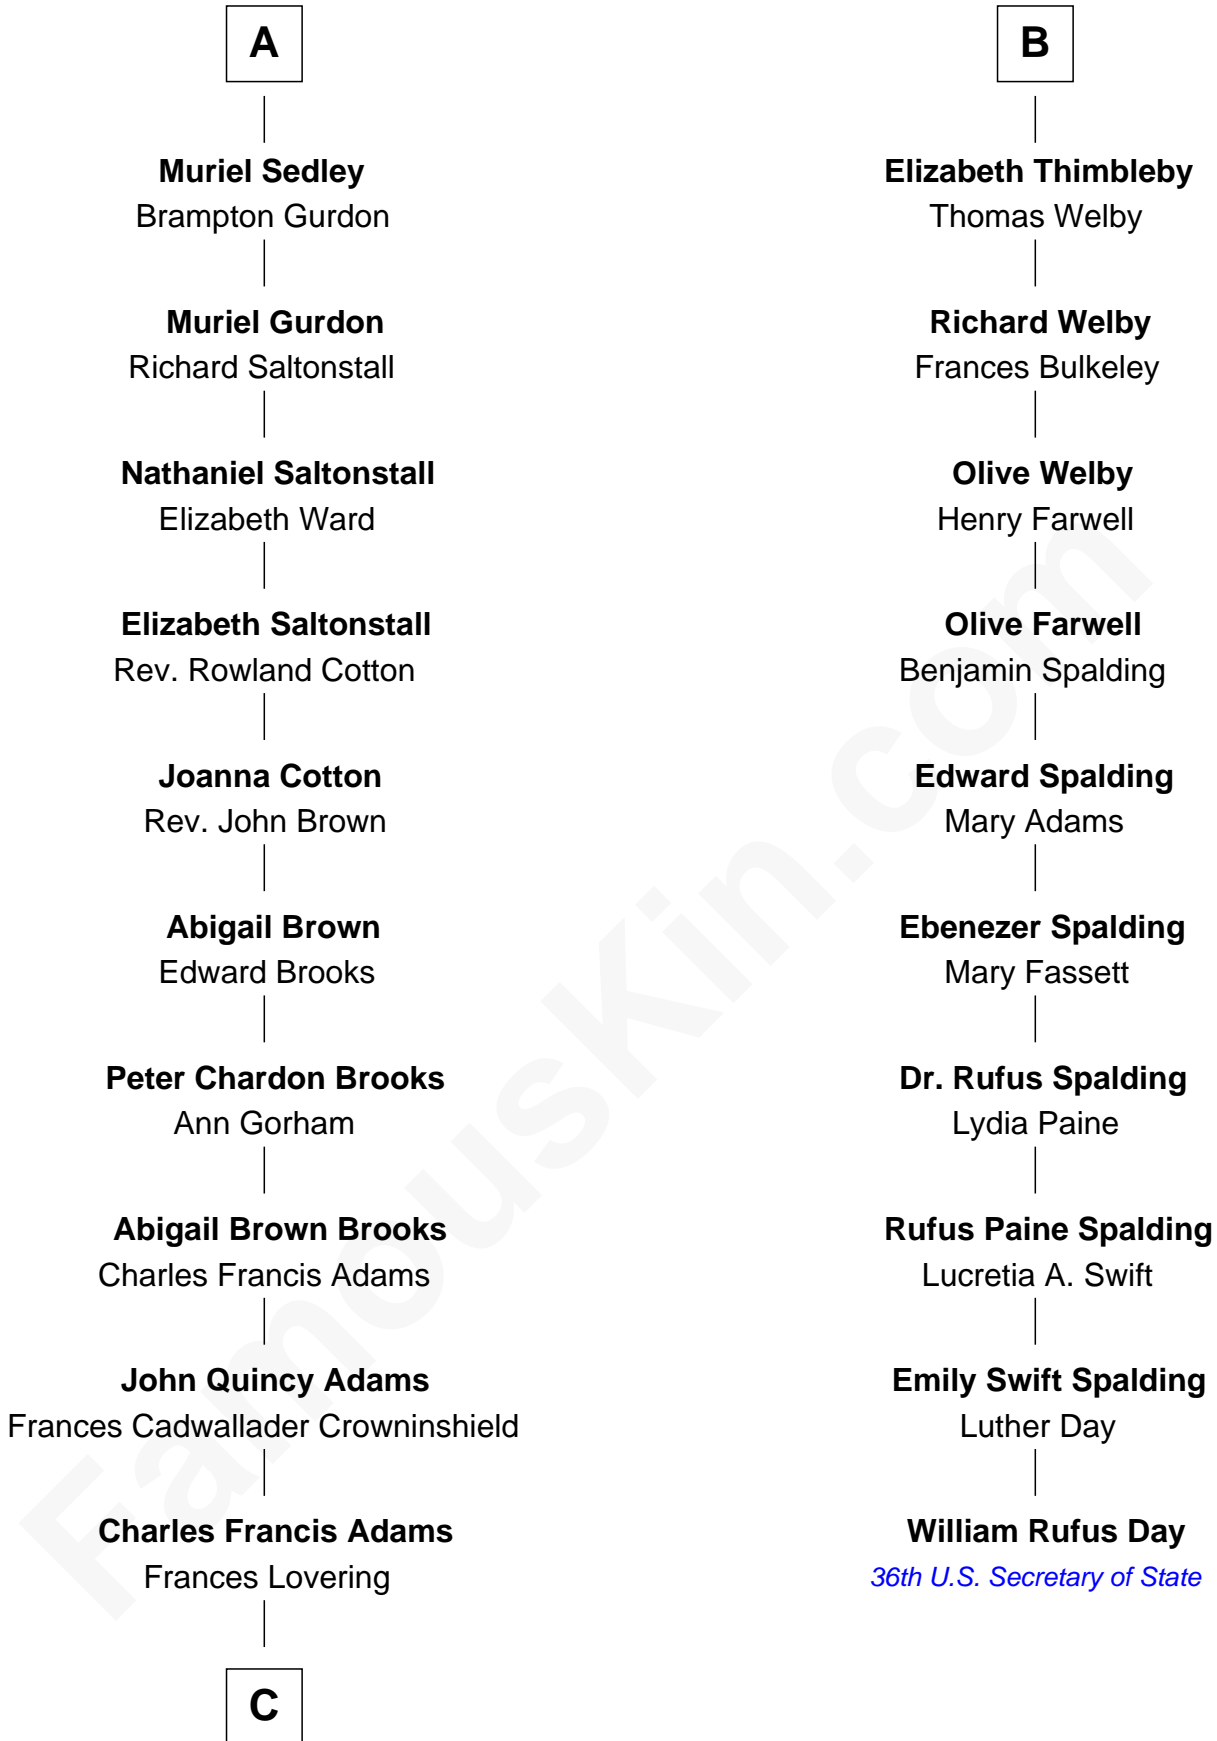 A
Muriel Sedley
Brampton Gurdon
Muriel Gurdon
Richard Saltonstall
Nathaniel Saltonstall
Elizabeth Ward
Elizabeth Saltonstall
Rev. Rowland Cotton
Joanna Cotton
Rev. John Brown
Abigail Brown
Edward Brooks
Peter Chardon Brooks
Ann Gorham
Abigail Brown Brooks
Charles Francis Adams
John Quincy Adams
Frances Cadwallader Crowninshield
Charles Francis Adams
Frances Lovering
C
B
Elizabeth Thimbleby
Thomas Welby
Richard Welby
Frances Bulkeley
Olive Welby
Henry Farwell
Olive Farwell
Benjamin Spalding
Edward Spalding
Mary Adams
Ebenezer Spalding
Mary Fassett
Dr. Rufus Spalding
Lydia Paine
Rufus Paine Spalding
Lucretia A. Swift
Emily Swift Spalding
Luther Day
William Rufus Day
36th U.S. Secretary of State
FamousKin.com